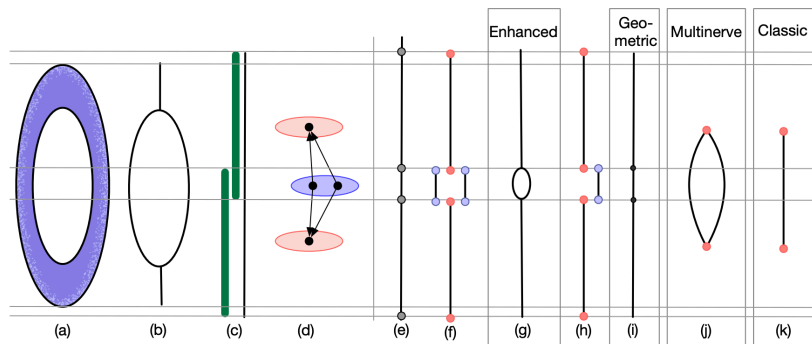 Enhanced
Geo-
metric
Multinerve
Classic
(a)
(b)
(c)
(d)
(e)
(f)
(g)
(h)
(i)
(j)
(k)